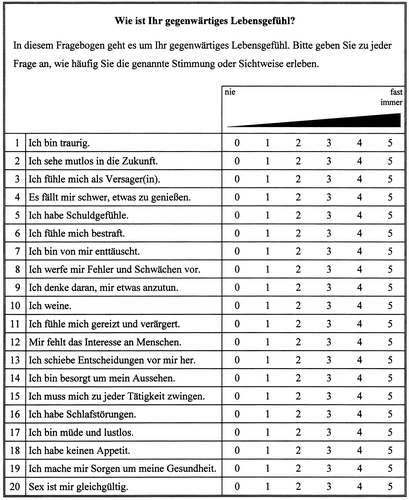 Wie ist Ihr gegenwärtiges Lebensgefühl?
In diesem Fragebogen geht es um Ihr gegenwärtiges Lebensgefühl. Bitte geben Sie zu jeder
Frage an, wie häufig Sie die genannte Stimmung oder Sichtweise erleben.
nie fast
immer
1 Ich bin traurig. 0 1 2 3 4 5
2 Ich sehe mutlos in die Zukunft. 0 1 2 3 4 5
3 Ich fühle mich als Versager(in). 0 1 2 3 4 5
4 Es fällt mir schwer, etwas zu genießen. 0 1 2 3 4 5
5 Ich habe Schuldgefühle. 0 1 2 3 4 5
6 Ich fühle mich bestraft. 0 1 2 3 4 5
7 Ich bin von mir enttäuscht. 0 1 2 3 4 5
8 Ich werfe mir Fehler und Schwächen vor. 0 1 2 3 4 5
9 Ich denke daran, mir etwas anzutun. 0 1 2 3 4 5
10 Ich weine. 0 1 2 3 4 5
11 Ich fühle mich gereizt und verärgert. 0 1 2 3 4 5
12 Mir fehlt das Interesse an Menschen. 0 1 2 3 4 5
13 Ich schiebe Entscheidungen vor mir her. 0 1 2 3 4 5
14 Ich bin besorgt um mein Aussehen. 0 1 2 3 4 5
15 Ich muss mich zu jeder Tätigkeit zwingen. 0 1 2 3 4 5
16 Ich habe Schlafstörungen. 0 1 2 3 4 5
17 Ich bin müde und lustlos. 0 1 2 3 4 5
18 Ich habe keinen Appetit. 0 1 2 3 4 5
19 Ich mache mir Sorgen um meine Gesundheit. 0 1 2 3 4 5
20 Sex ist mir gleichgültig. 0 1 2 3 4 5